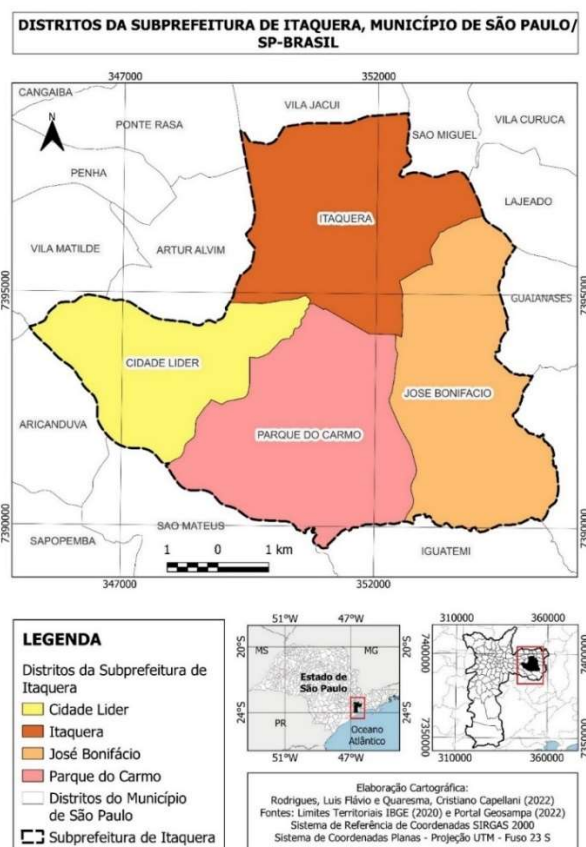 DISTRITOS DA SUBPREFEITURA DE ITAQUERA, MUNICÍPIO DE SÃO PAULO/
SP-BRASIL
347000 352000
CANGAIBA
VILA JACUI
VILA CURUCA
PONTE RASA
SAO MIGUEL
N
PENHA
LAJEADO
ITAQUERA
VILA MATILDE
ARTUR ALVIM
7395000
7395000
GUAIANASES
CIDADE LIDER
JOSE BONIFACIO
ARICANDUVA
PARQUE DO CARMO
7390000
7390000
SAO MATEUS
SAPOPEMBA
IGUATEMI
1 0 1 km
347000 352000
LEGENDA
Distritos da Subprefeitura de
Itaquera
Cidade Lider
Itaquera
José Bonifácio
Parque do Carmo
Distritos do Município
de São Paulo
Subprefeitura de Itaquera
51°W 47°W
20°S
20°S
MS
MG
Estado de
São Paulo
24°S
24°S
PR
Oceano
Atlântico
51°W 47°W
310000 360000
7400000
7400000
7350000
7350000
310000 360000
Elaboração Cartográfica:
Rodrigues, Luis Flávio e Quaresma, Cristiano Capellani (2022)
Fontes: Limites Territoriais IBGE (2020) e Portal Geosampa (2022)
Sistema de Referência de Coordenadas SIRGAS 2000
Sistema de Coordenadas Planas - Projeção UTM - Fuso 23 S